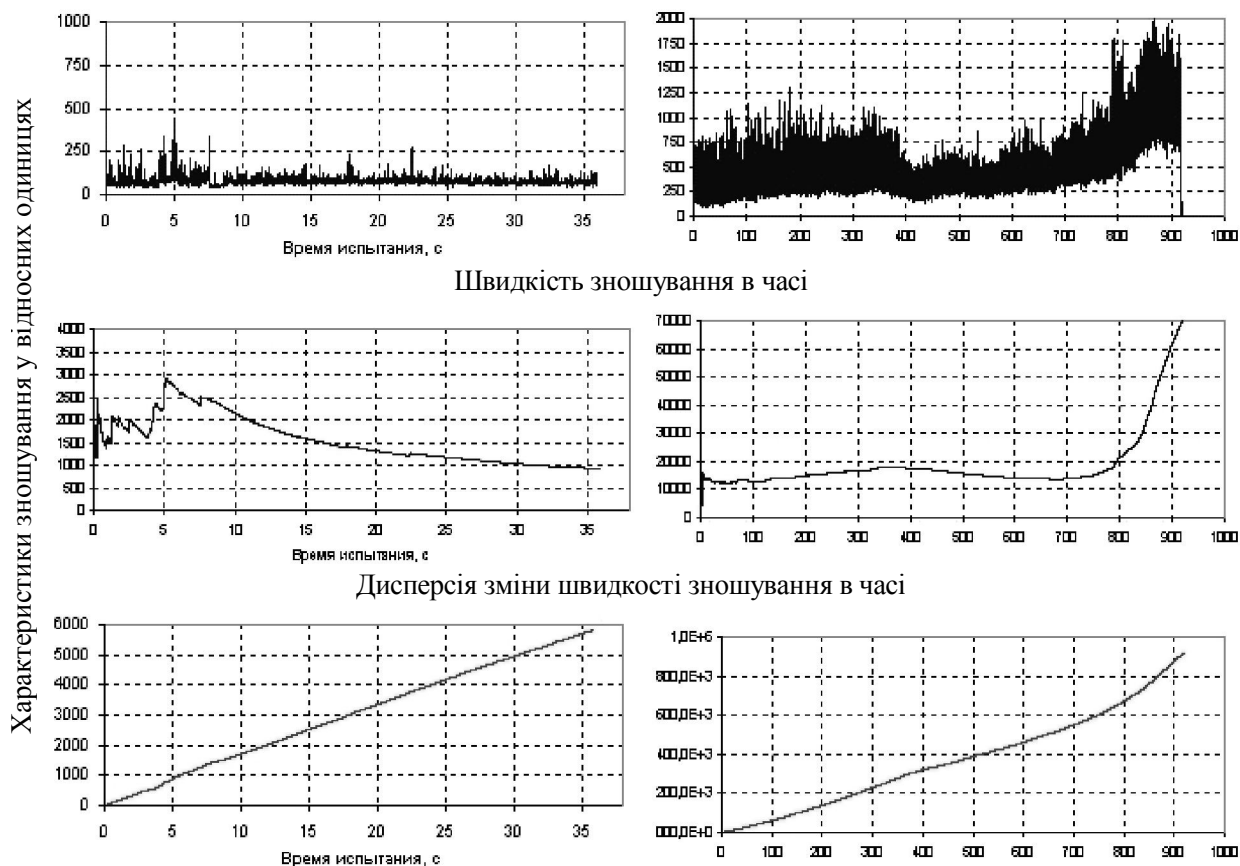 Характеристики зношування у відносних одиницях
1000
750
500
250
0
0 5 10 15 20 25 30 35
Время испытания, с
2000
1750
1500
1250
1000
750
500
250
0
0 100 200 300 400 500 600 700 800 900 1000
Швидкість зношування в часі
4000
3500
3000
2500
2000
1500
1000
500
0
0 5 10 15 20 25 30 35
Время испытания, с
70000
60000
50000
40000
30000
20000
10000
0
0 100 200 300 400 500 600 700 800 900 1000
Дисперсія зміни швидкості зношування в часі
6000
5000
4000
3000
2000
1000
0
0 5 10 15 20 25 30 35
Время испытания, с
1,0E+6
800,0E+3
600,0E+3
400,0E+3
200,0E+3
000,0E+0
0 100 200 300 400 500 600 700 800 900 1000